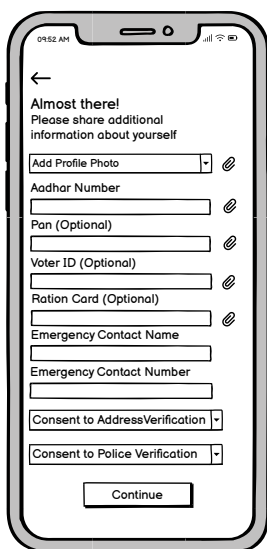 09:52 AM
Almost there!
Please share additional
information about yourself
Add Profile Photo
Aadhar Number
Pan (Optional)
Voter ID (Optional)
Ration Card (Optional)
Emergency Contact Name
Emergency Contact Number
Consent to AddressVerification
Consent to Police Verification
Continue